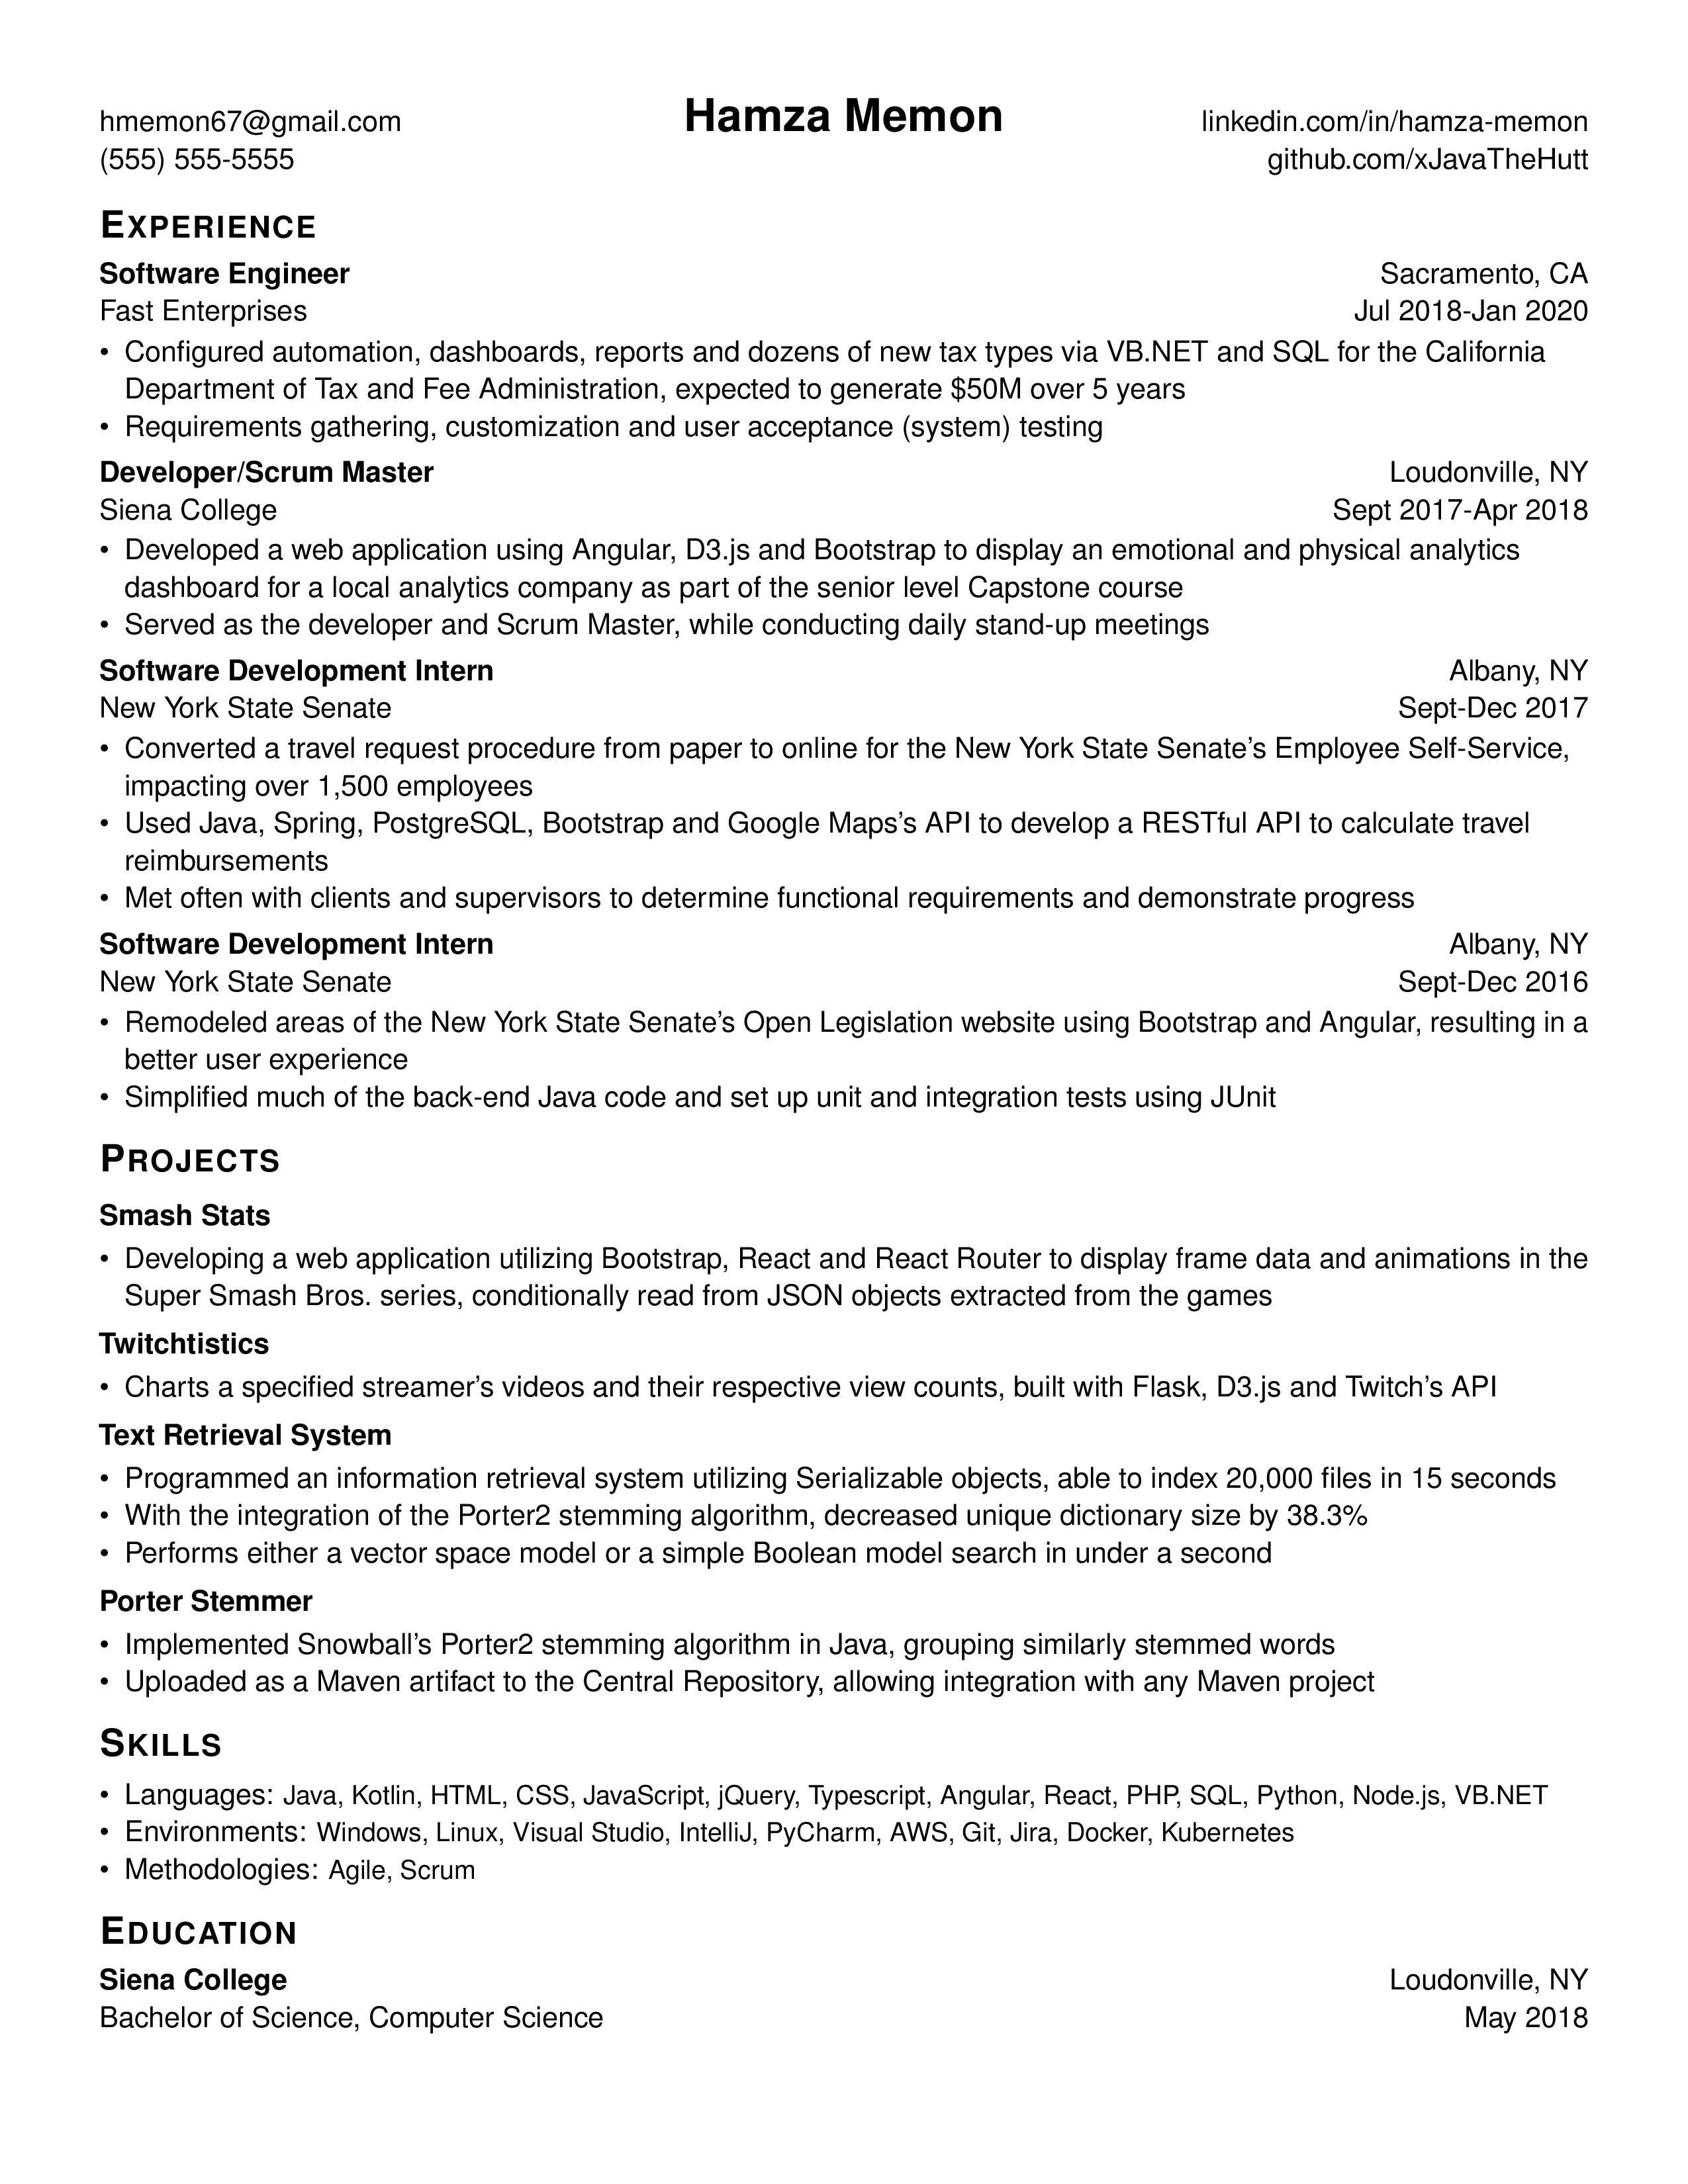 hmemon67@gmail.com Hamza Memon linkedin.com/in/hamza-memon
(555) 555-5555 github.com/xJavaTheHutt
EXPERIENCE
Software Engineer Sacramento, CA
Fast Enterprises Jul 2018-Jan 2020
• Configured automation, dashboards, reports and dozens of new tax types via VB.NET and SQL for the California
Department of Tax and Fee Administration, expected to generate $50M over 5 years
• Requirements gathering, customization and user acceptance (system) testing
Developer/Scrum Master Loudonville, NY
Siena College Sept 2017-Apr 2018
• Developed a web application using Angular, D3.js and Bootstrap to display an emotional and physical analytics
dashboard for a local analytics company as part of the senior level Capstone course
• Served as the developer and Scrum Master, while conducting daily stand-up meetings
Software Development Intern Albany, NY
New York State Senate Sept-Dec 2017
• Converted a travel request procedure from paper to online for the New York State Senate's Employee Self-Service,
impacting over 1,500 employees
• Used Java, Spring, PostgreSQL, Bootstrap and Google Maps's API to develop a RESTful API to calculate travel
reimbursements
• Met often with clients and supervisors to determine functional requirements and demonstrate progress
Software Development Intern Albany, NY
New York State Senate Sept-Dec 2016
• Remodeled areas of the New York State Senate's Open Legislation website using Bootstrap and Angular, resulting in a
better user experience
• Simplified much of the back-end Java code and set up unit and integration tests using JUnit
PROJECTS
Smash Stats
• Developing a web application utilizing Bootstrap, React and React Router to display frame data and animations in the
Super Smash Bros. series, conditionally read from JSON objects extracted from the games
Twitchtistics
• Charts a specified streamer's videos and their respective view counts, built with Flask, D3.js and Twitch's API
Text Retrieval System
• Programmed an information retrieval system utilizing Serializable objects, able to index 20,000 files in 15 seconds
• With the integration of the Porter2 stemming algorithm, decreased unique dictionary size by 38.3%
• Performs either a vector space model or a simple Boolean model search in under a second
Porter Stemmer
• Implemented Snowball's Porter2 stemming algorithm in Java, grouping similarly stemmed words
• Uploaded as a Maven artifact to the Central Repository, allowing integration with any Maven project
SKILLS
• Languages: Java, Kotlin, HTML, CSS, JavaScript, jQuery, Typescript, Angular, React, PHP, SQL, Python, Node.js, VB.NET
• Environments: Windows, Linux, Visual Studio, IntelliJ, PyCharm, AWS, Git, Jira, Docker, Kubernetes
• Methodologies: Agile, Scrum
EDUCATION
Siena College Loudonville, NY
Bachelor of Science, Computer Science May 2018